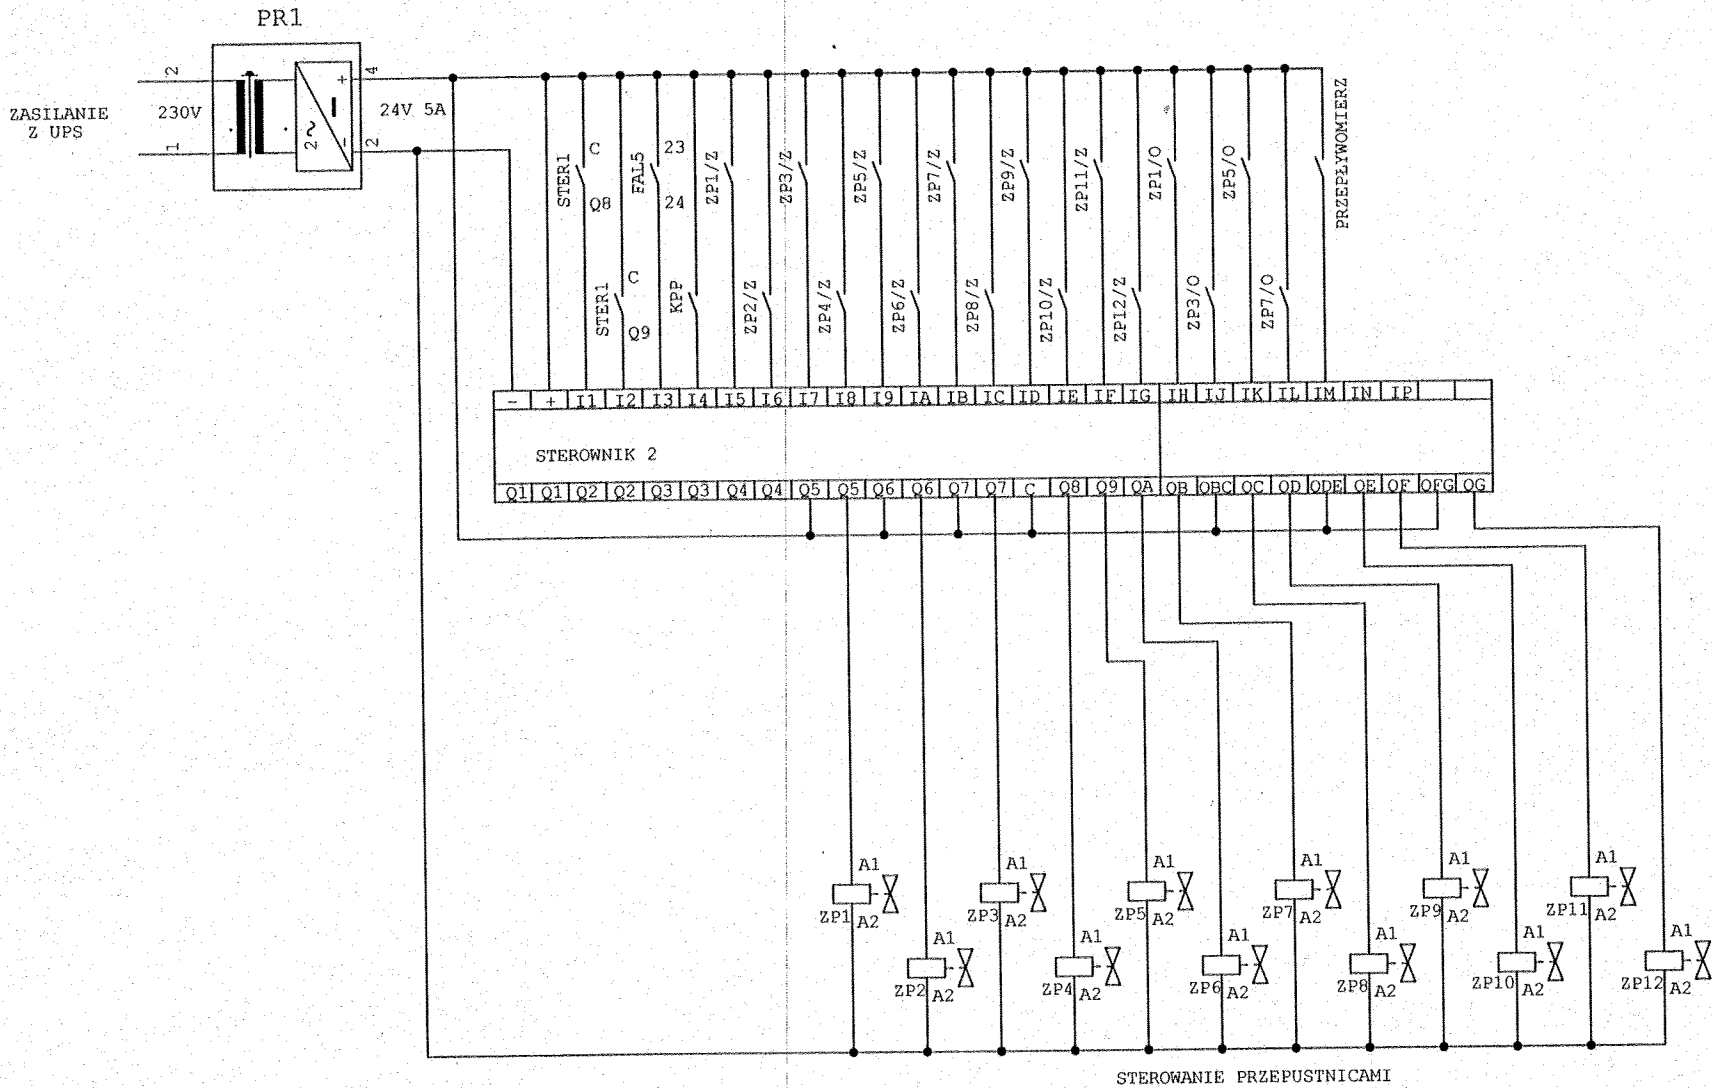 PR1
2
4
+
ZASILANIE
Z UPS
230V
24V 5A
2~
-
1
2
STER1
C
Q8
STER1
C
Q9
FAL5
23
24
KPP
ZP1/Z
ZP2/Z
ZP3/Z
ZP4/Z
ZP5/Z
ZP6/Z
ZP7/Z
ZP8/Z
ZP9/Z
ZP10/Z
ZP11/Z
ZP12/Z
ZP1/O
ZP3/O
ZP5/O
ZP7/O
PRZEPŁYWOMIERZ
- + I1 I2 I3 I4 I5 I6 I7 I8 I9 IA IB IC ID IE IF IG IH IJ IK IL IM IN IP
STEROWNIK 2
Q1 Q1 Q2 Q2 Q3 Q3 Q4 Q4 Q5 Q5 Q6 Q6 Q7 Q7 C Q8 Q9 QA QB QBC QC QD QDE QE QF QFG QG
A1
ZP1
A2
A1
ZP2
A2
A1
ZP3
A2
A1
ZP4
A2
A1
ZP5
A2
A1
ZP6
A2
A1
ZP7
A2
A1
ZP8
A2
A1
ZP9
A2
A1
ZP10
A2
A1
ZP11
A2
A1
ZP12
A2
STEROWANIE PRZEPUSTNICAMI